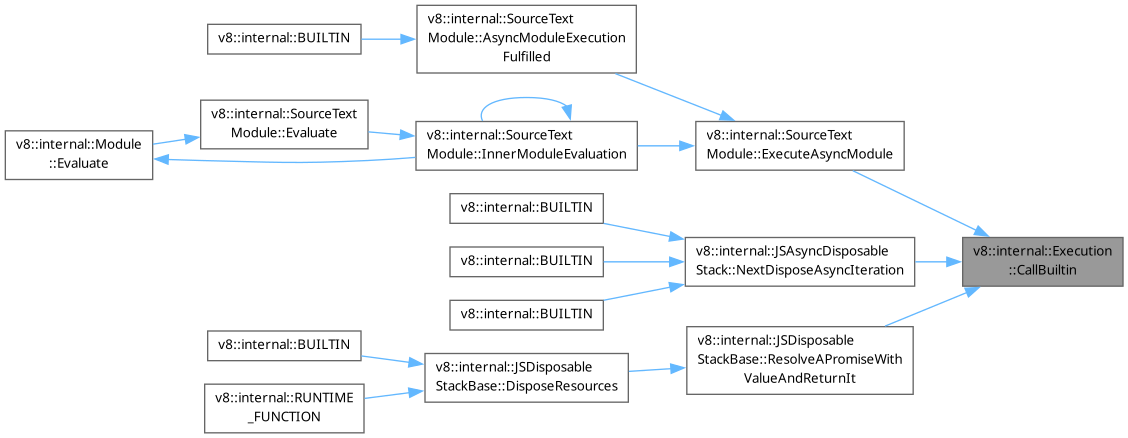 v8::internal::SourceText
Module::AsyncModuleExecution
Fulfilled
v8::internal::BUILTIN
v8::internal::SourceText
Module::Evaluate
v8::internal::SourceText
Module::InnerModuleEvaluation
v8::internal::SourceText
Module::ExecuteAsyncModule
v8::internal::Module
::Evaluate
v8::internal::BUILTIN
v8::internal::JSAsyncDisposable
Stack::NextDisposeAsyncIteration
v8::internal::Execution
::CallBuiltin
v8::internal::BUILTIN
v8::internal::BUILTIN
v8::internal::BUILTIN
v8::internal::JSDisposable
StackBase::DisposeResources
v8::internal::JSDisposable
StackBase::ResolveAPromiseWith
ValueAndReturnIt
v8::internal::RUNTIME
_FUNCTION